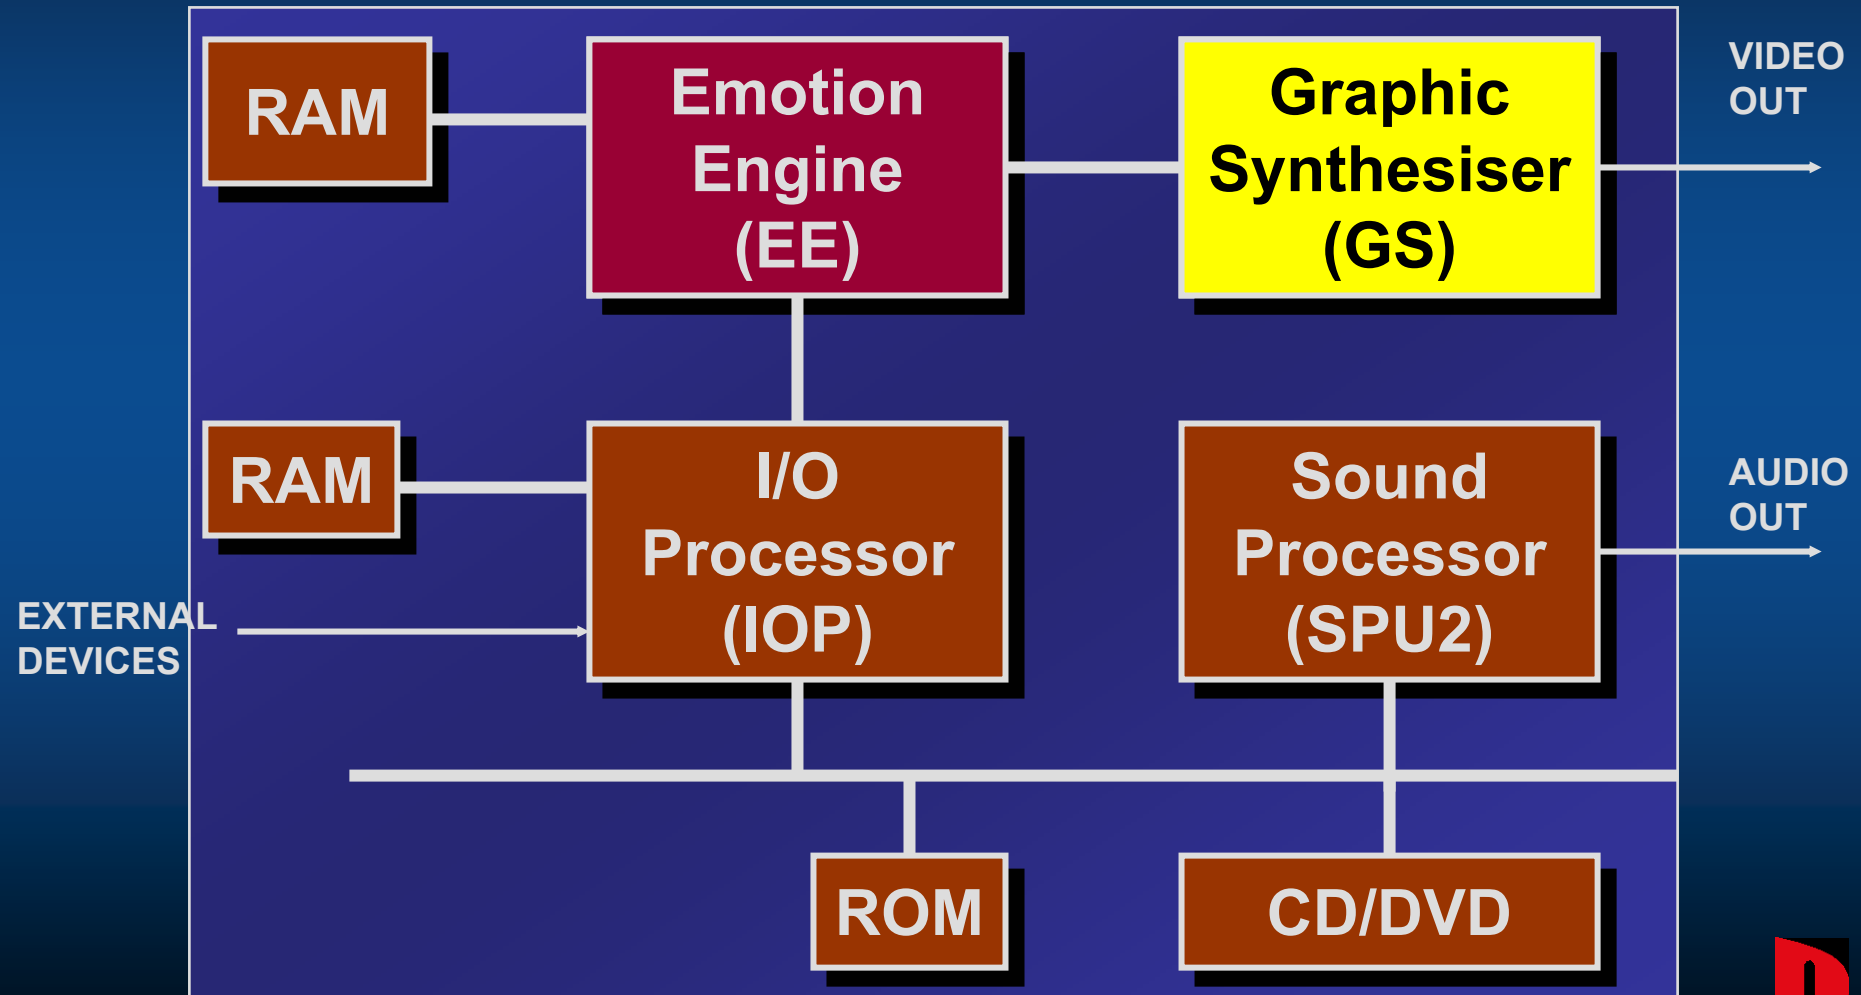 RAM
Emotion
Engine
(EE)
Graphic
Synthesiser
(GS)
VIDEO
OUT
RAM
I/O
Processor
(IOP)
Sound
Processor
(SPU2)
AUDIO
OUT
EXTERNAL
DEVICES
ROM
CD/DVD